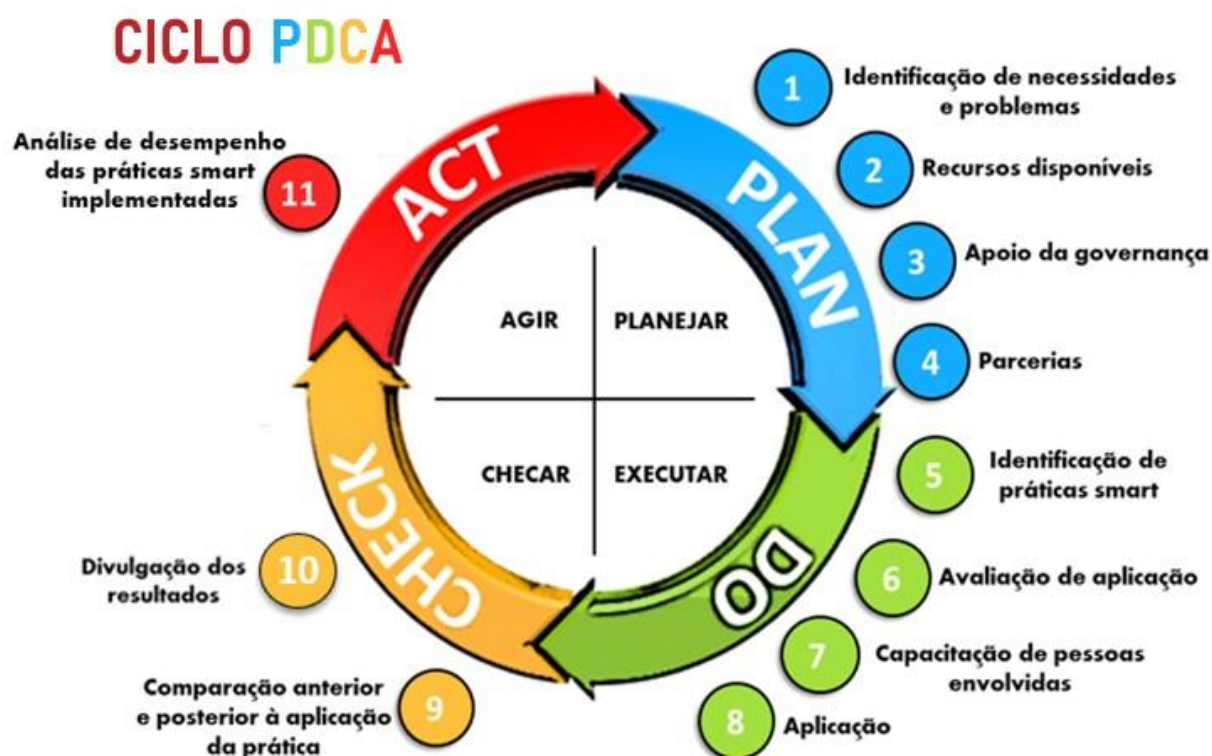 CICLO PDCA
1
Identificação de necessidades
e problemas
2
Recursos disponíveis
3
Apoio da governança
4
Parcerias
5
Identificação de
práticas smart
6
Avaliação de aplicação
7
Capacitação de pessoas
envolvidas
8
Aplicação
9
Comparação anterior
e posterior à aplicação
da prática
10
Divulgação dos
resultados
11
Análise de desempenho
das práticas smart
implementadas
ACT
PLAN
DO
CHECK
AGIR
PLANEJAR
CHECAR
EXECUTAR